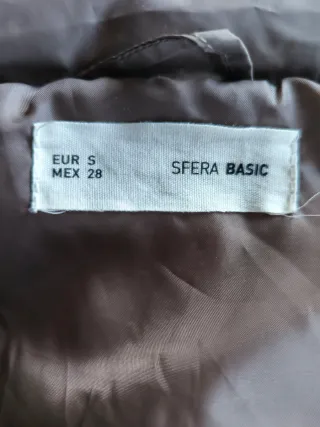 EUR S
MEX 28
SFERA BASIC